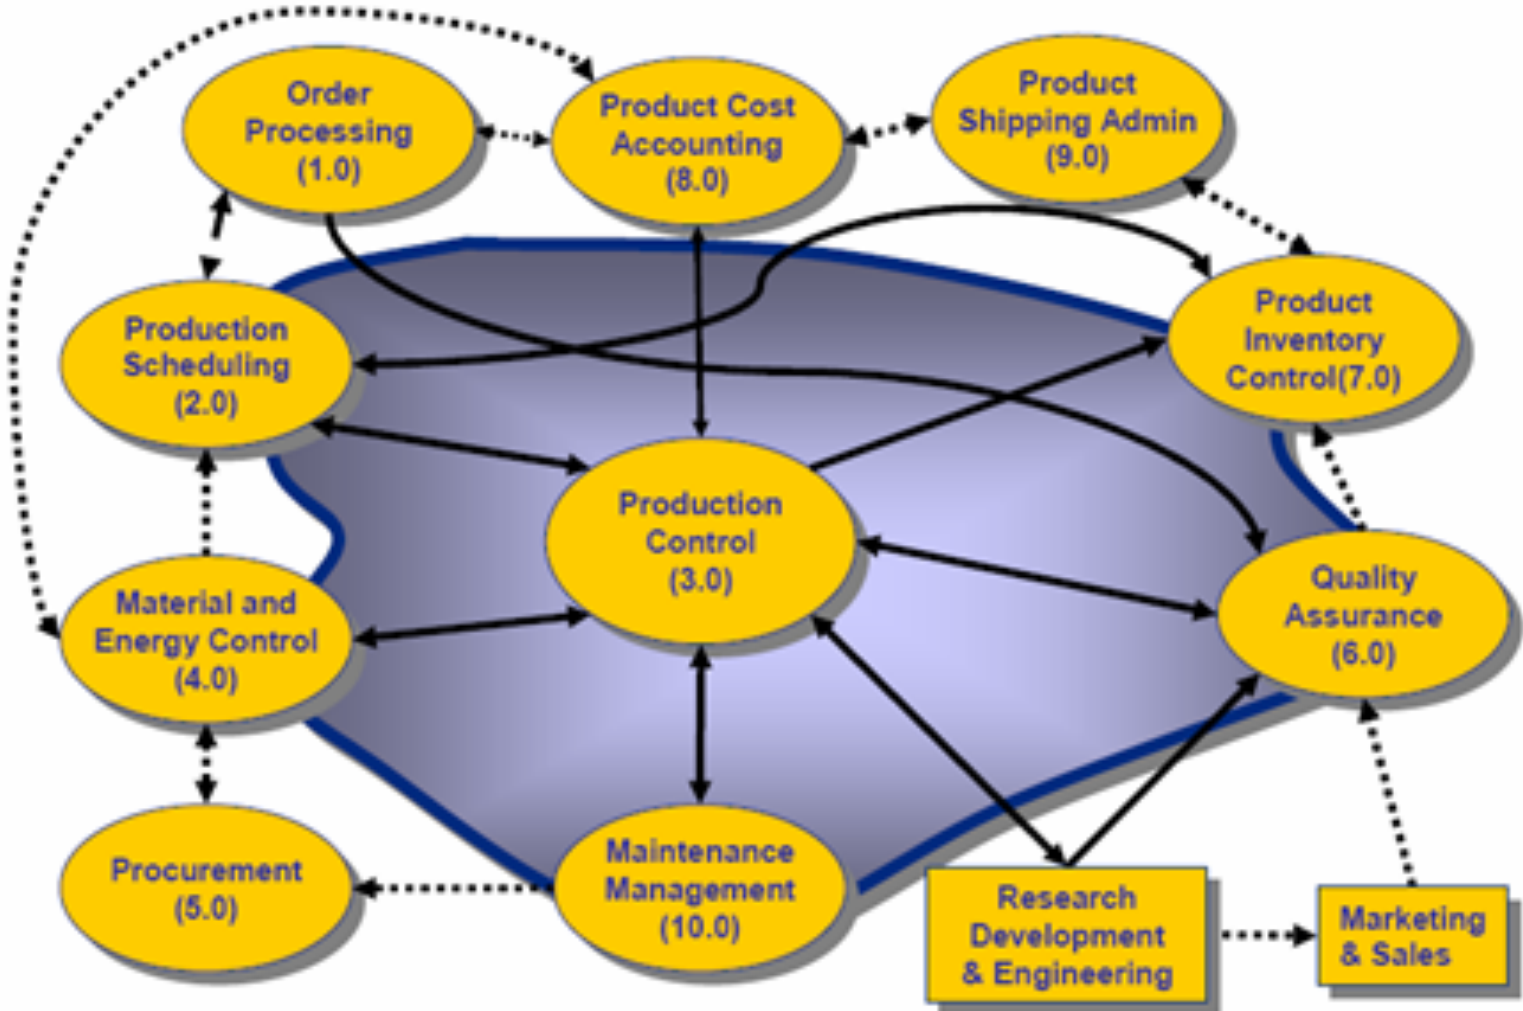 Order
Processing
(1.0)
Product Cost
Accounting
(8.0)
Product
Shipping Admin
(9.0)
Production
Scheduling
(2.0)
Product
Inventory
Control(7.0)
Production
Control
(3.0)
Material and
Energy Control
(4.0)
Quality
Assurance
(6.0)
Procurement
(5.0)
Maintenance
Management
(10.0)
Research
Development
& Engineering
Marketing
& Sales